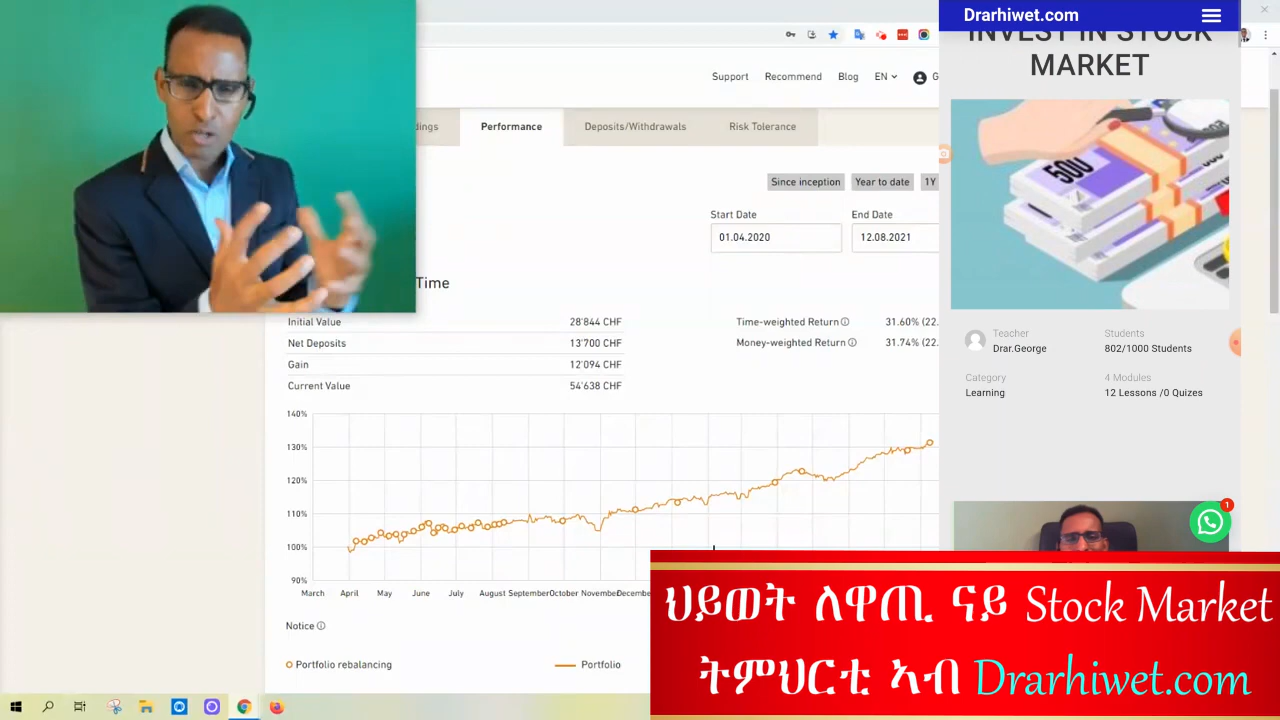 Support Recommend Blog EN
Performance Deposits/Withdrawals Risk Tolerance
Since inception Year to date 1Y
Start Date End Date
01.04.2020 12.08.2021
Time
Initial Value 28'844 CHF
Net Deposits 13'700 CHF
Gain 12'094 CHF
Current Value 54'638 CHF
Time-weighted Return 31.60% (22.
Money-weighted Return 31.74% (22.
140%
130%
120%
110%
100%
90%
March April May June July August September October November December
Notice
Portfolio rebalancing Portfolio
Drarhiwet.com
INVEST IN STOCK
MARKET
500
Teacher Students
Drar.George 802/1000 Students
Category 4 Modules
Learning 12 Lessons /0 Quizes
1
ህይወት ለዋጢ ናይ Stock Market
ትምህርቲ ኣብ Drarhiwet.com